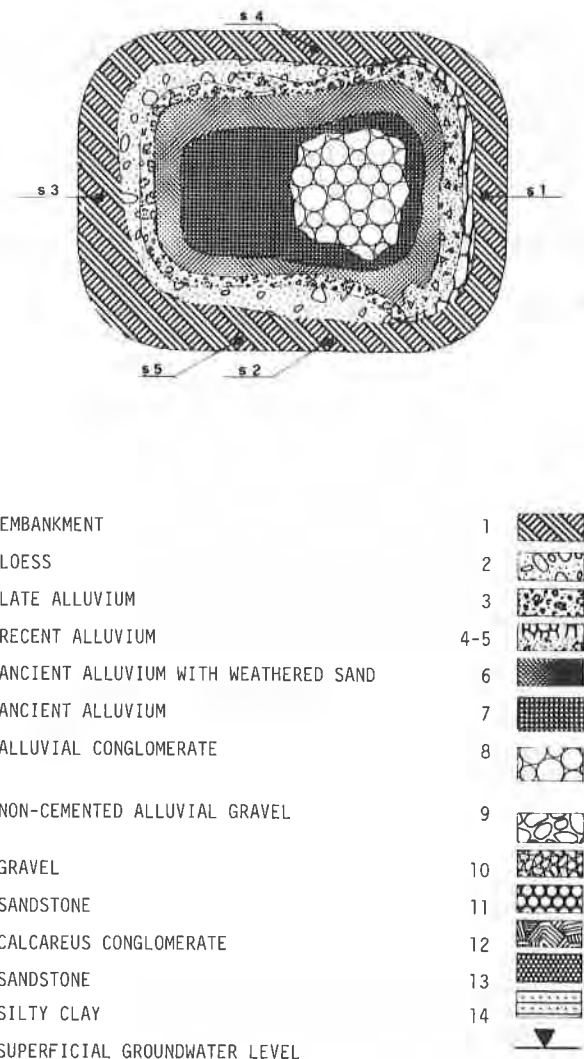 s 4
s 3
s 1
s 5
s 2
EMBANKMENT 1
LOESS 2
LATE ALLUVIUM 3
RECENT ALLUVIUM 4-5
ANCIENT ALLUVIUM WITH WEATHERED SAND 6
ANCIENT ALLUVIUM 7
ALLUVIAL CONGLOMERATE 8
NON-CEMENTED ALLUVIAL GRAVEL 9
GRAVEL 10
SANDSTONE 11
CALCAREUS CONGLOMERATE 12
SANDSTONE 13
SILTY CLAY 14
SUPERFICIAL GROUNDWATER LEVEL